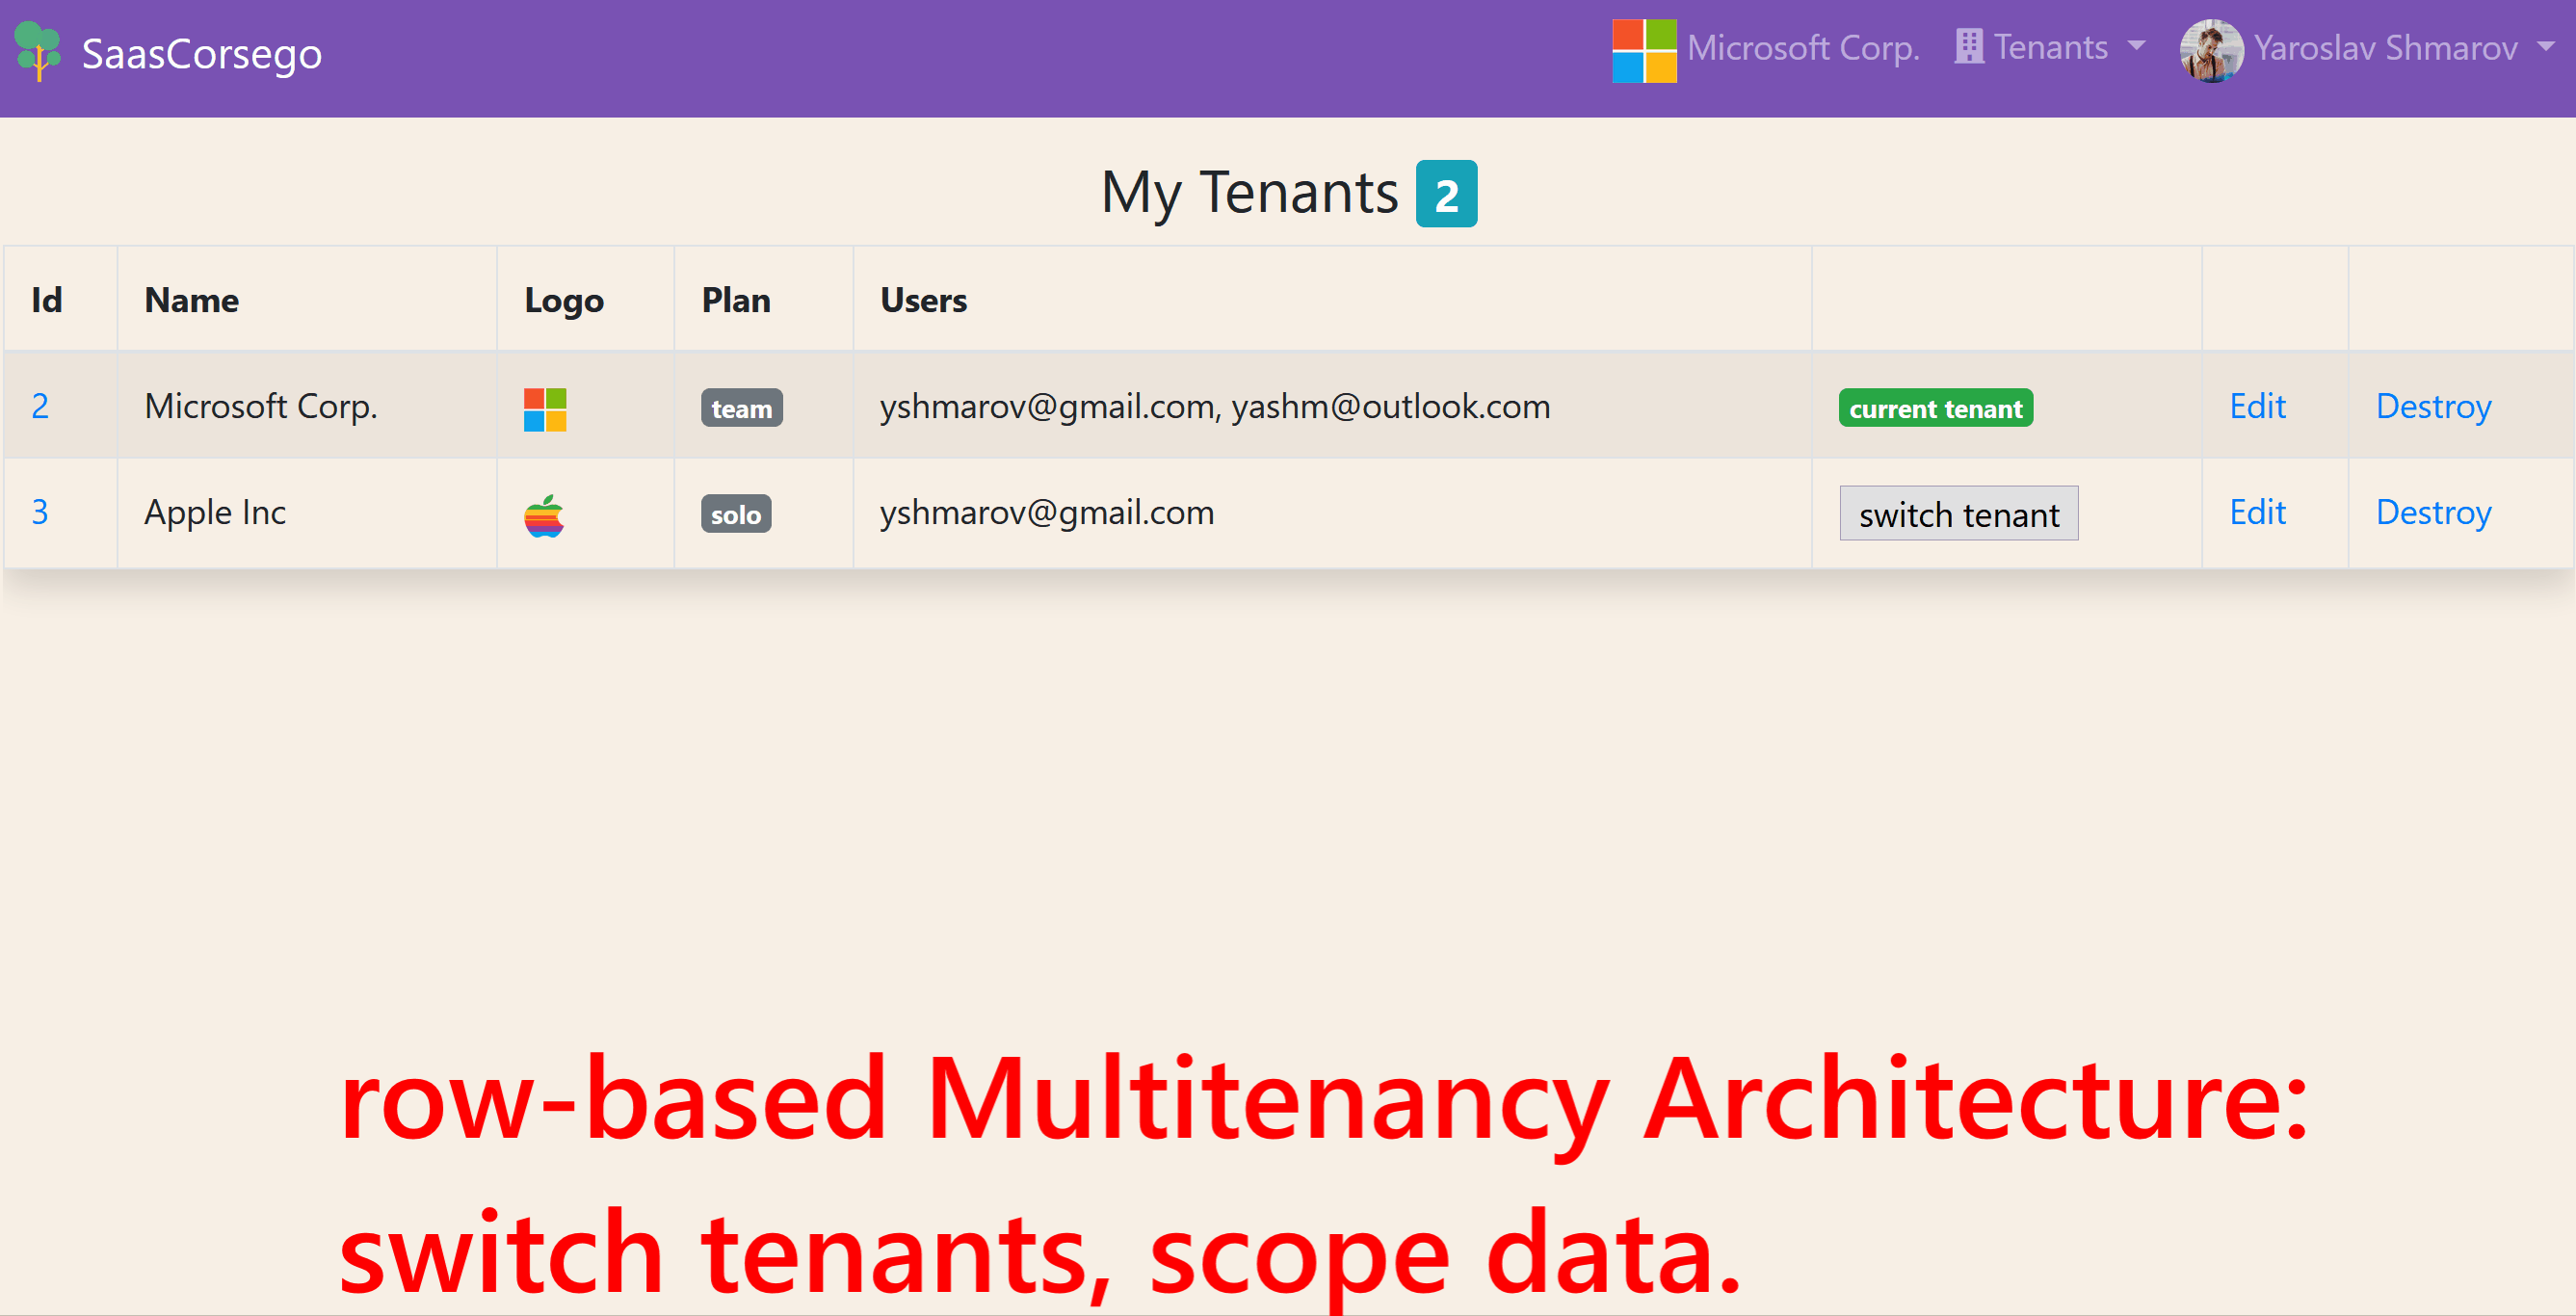 SaasCorsego Microsoft Corp. Tenants Yaroslav Shmarov
My Tenants 2
Id Name Logo Plan Users
2 Microsoft Corp. team yshmarov@gmail.com, yashm@outlook.com current tenant Edit Destroy
3 Apple Inc solo yshmarov@gmail.com switch tenant Edit Destroy
row-based Multitenancy Architecture:
switch tenants, scope data.